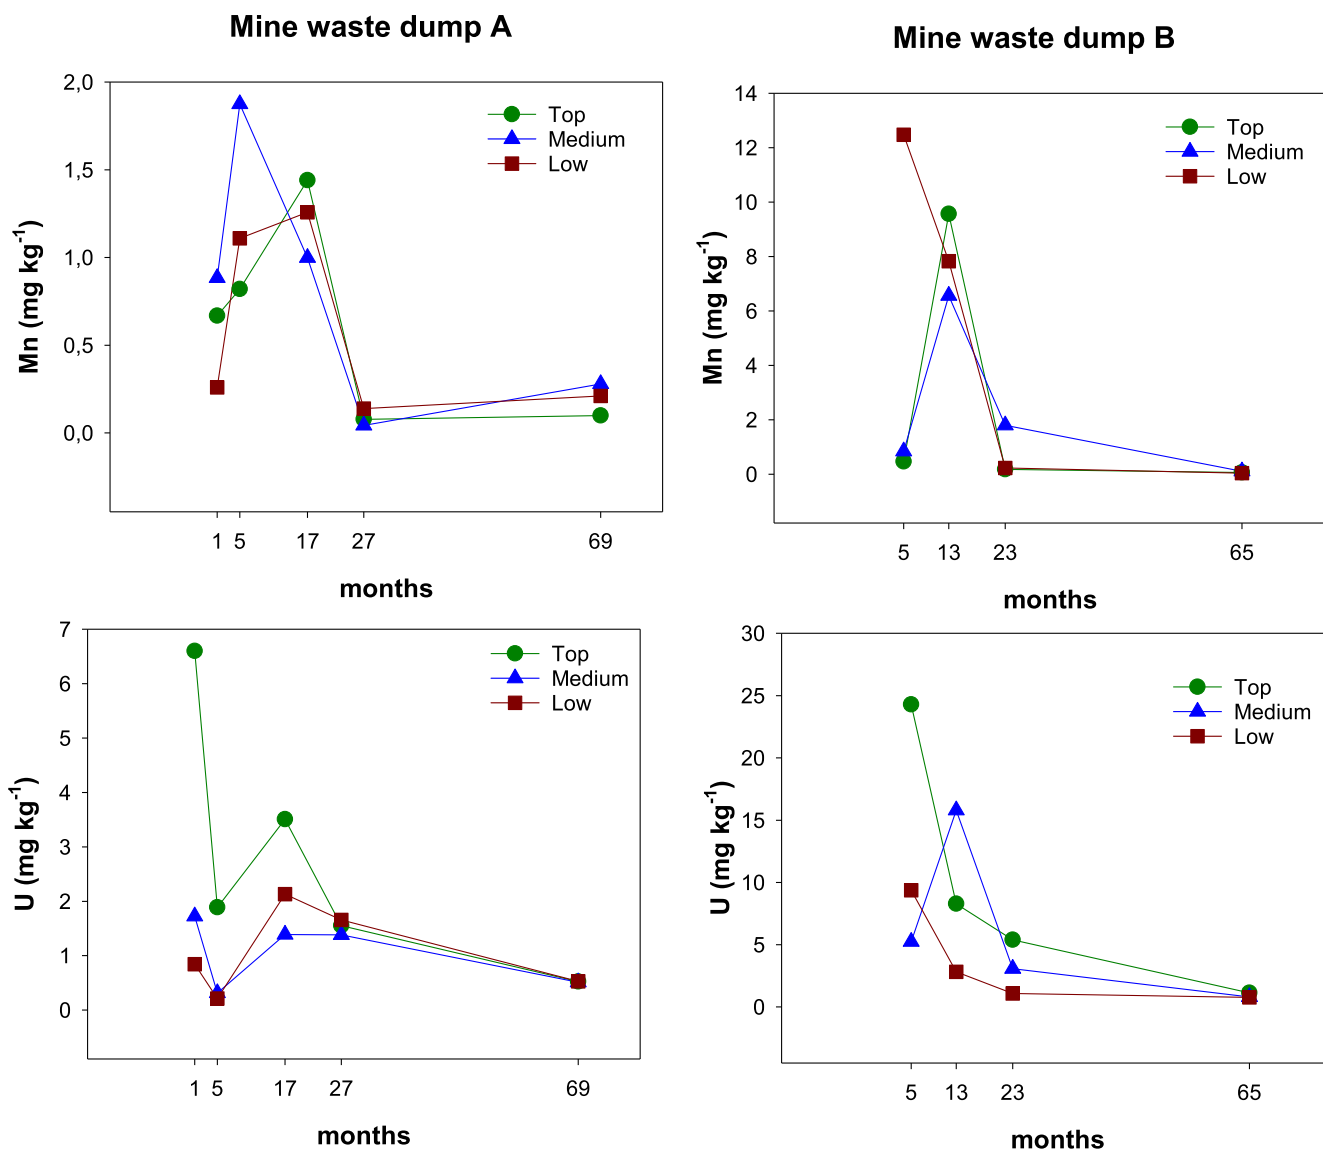 Mine waste dump A
2,0
1,5
1,0
0,5
0,0
Mn (mg kg⁻¹)
Top
Medium
Low
1 5 17 27 69
months
Mine waste dump B
14
12
10
8
6
4
2
0
Mn (mg kg⁻¹)
Top
Medium
Low
5 13 23 65
months
7
6
5
4
3
2
1
0
U (mg kg⁻¹)
Top
Medium
Low
1 5 17 27 69
months
30
25
20
15
10
5
0
U (mg kg⁻¹)
Top
Medium
Low
5 13 23 65
months